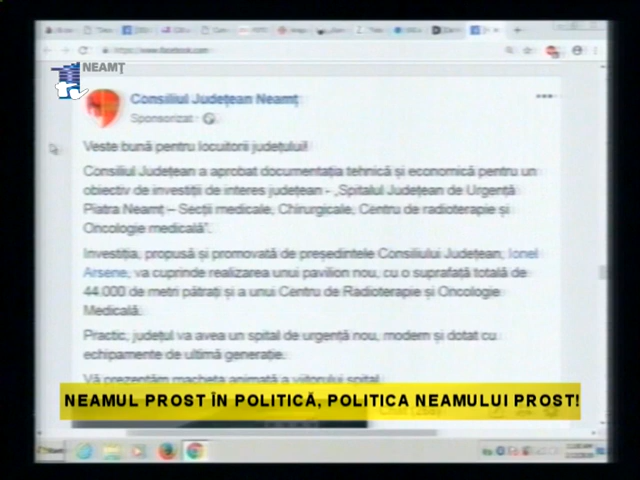 https://www.facebook.com
NEAMȚ
tv
Consiliul Județean Neamț
Sponsorizat
Veste bună pentru locuitorii județului!
Consiliul Județean a aprobat documentația tehnică și economică pentru un
obiectiv de investiții de interes județean - „Spitalul Județean de Urgență
Piatra Neamț – Secții medicale, Chirurgicale, Centru de radioterapie și
Oncologie medicală”.
Investiția, propusă și promovată de președintele Consiliului Județean, Ionel
Arsene, va cuprinde realizarea unui pavilion nou, cu o suprafață totală de
44.000 de metri pătrați și a unui Centru de Radioterapie și Oncologie
Medicală.
Practic, județul va avea un spital de urgență nou, modern și dotat cu
echipamente de ultimă generație.
Vă prezentăm macheta animată a viitorului spital
NEAMUL PROST ÎN POLITICĂ, POLITICA NEAMULUI PROST!